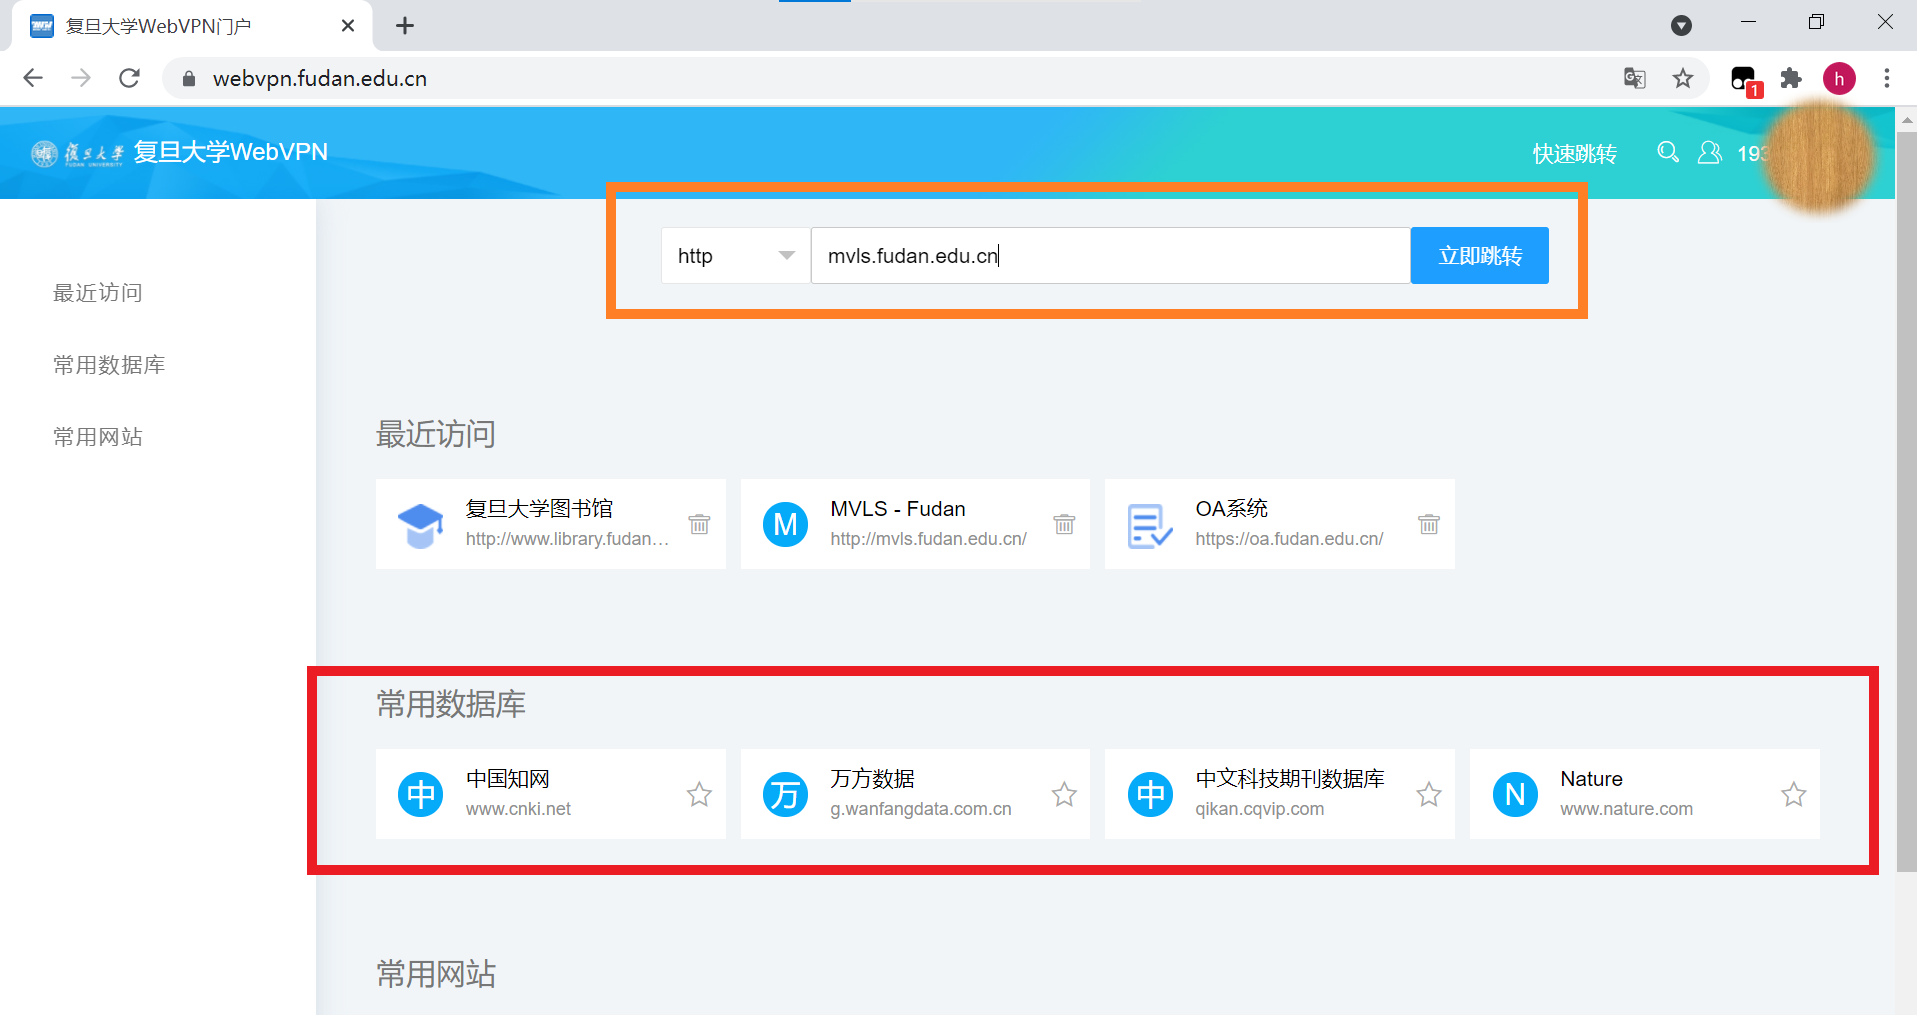 复旦大学WebVPN门户
webvpn.fudan.edu.cn
1
h
復旦大学
FUDAN UNIVERSITY
复旦大学WebVPN
快速跳转
193
http
mvls.fudan.edu.cn
立即跳转
最近访问
常用数据库
常用网站
最近访问
复旦大学图书馆
http://www.library.fudan...
M
MVLS - Fudan
http://mvls.fudan.edu.cn/
OA系统
https://oa.fudan.edu.cn/
常用数据库
中
中国知网
www.cnki.net
万
万方数据
g.wanfangdata.com.cn
中
中文科技期刊数据库
qikan.cqvip.com
N
Nature
www.nature.com
常用网站